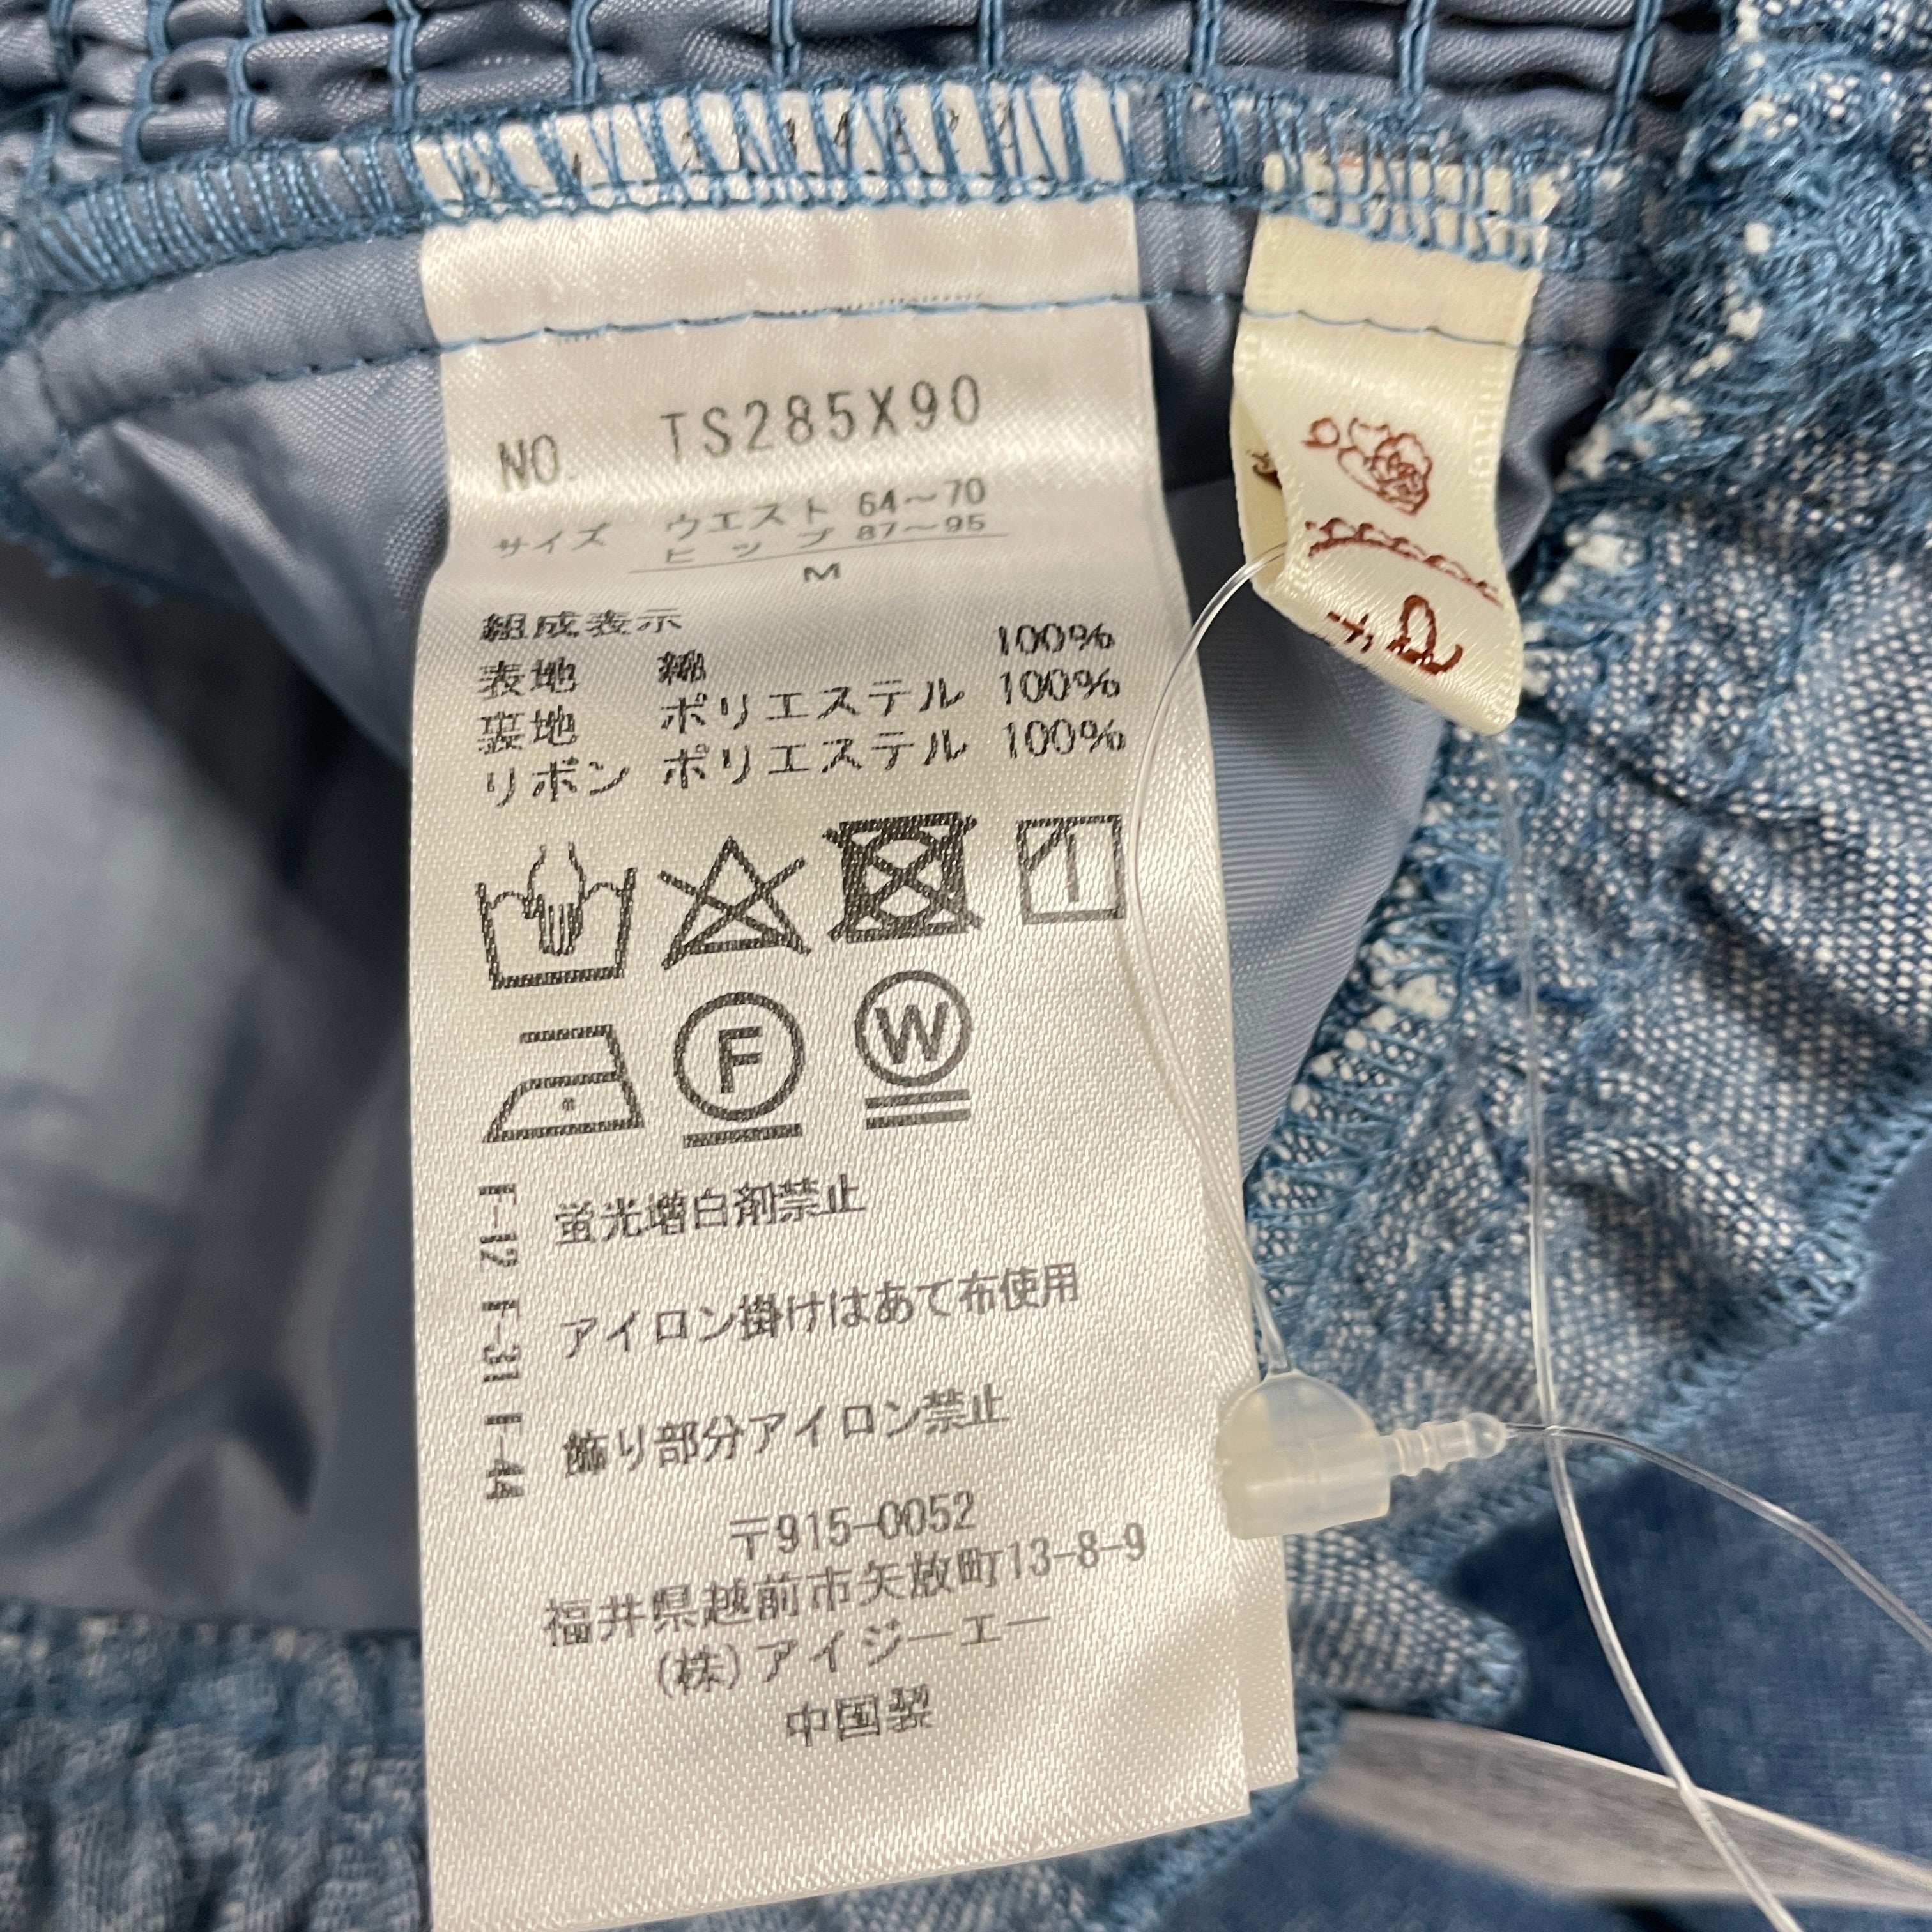 NO. TS285X90
サイズ ウエスト 64～70
ヒップ 87～95
M
組成表示
表地 綿 100%
裏地 ポリエステル 100%
リボン ポリエステル 100%
F
W
F-12 F-31 F-44
蛍光増白剤禁止
アイロン掛けはあて布使用
飾り部分アイロン禁止
〒915-0052
福井県越前市矢放町13-8-9
(株)アイジーエー
中国製